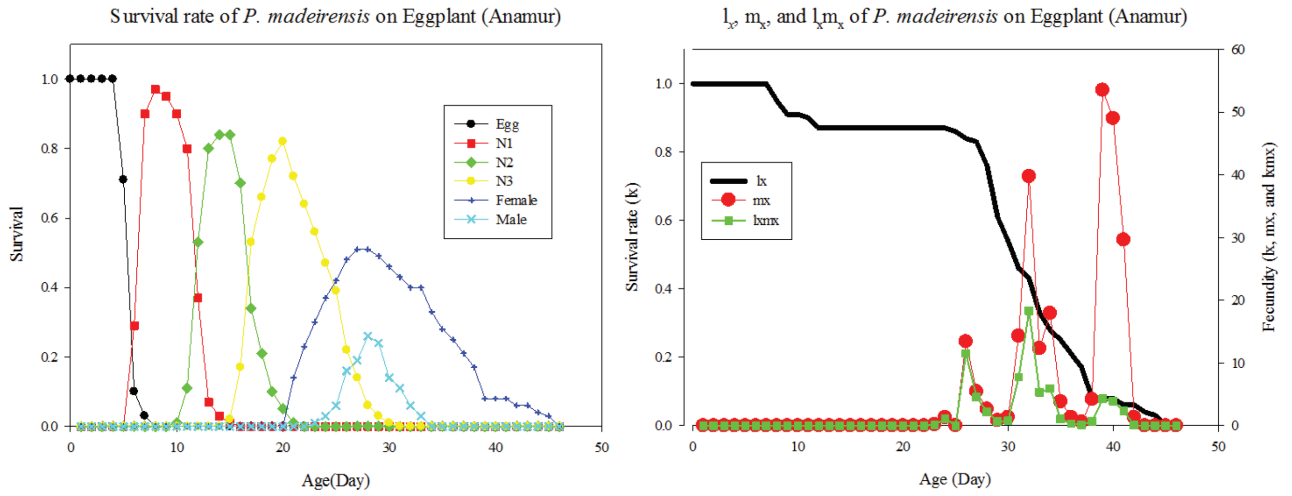 Survival rate of P. madeirensis on Eggplant (Anamur)
1.0
0.8
0.6
0.4
0.2
0.0
Survival
Egg
N1
N2
N3
Female
Male
0 10 20 30 40 50
Age(Day)
lx, mx, and lxmx of P. madeirensis on Eggplant (Anamur)
1.0
0.8
0.6
0.4
0.2
0.0
Survival rate (lx)
lx
mx
lxmx
60
50
40
30
20
10
0
Fecundity (lx, mx, and lxmx)
0 10 20 30 40 50
Age (Day)